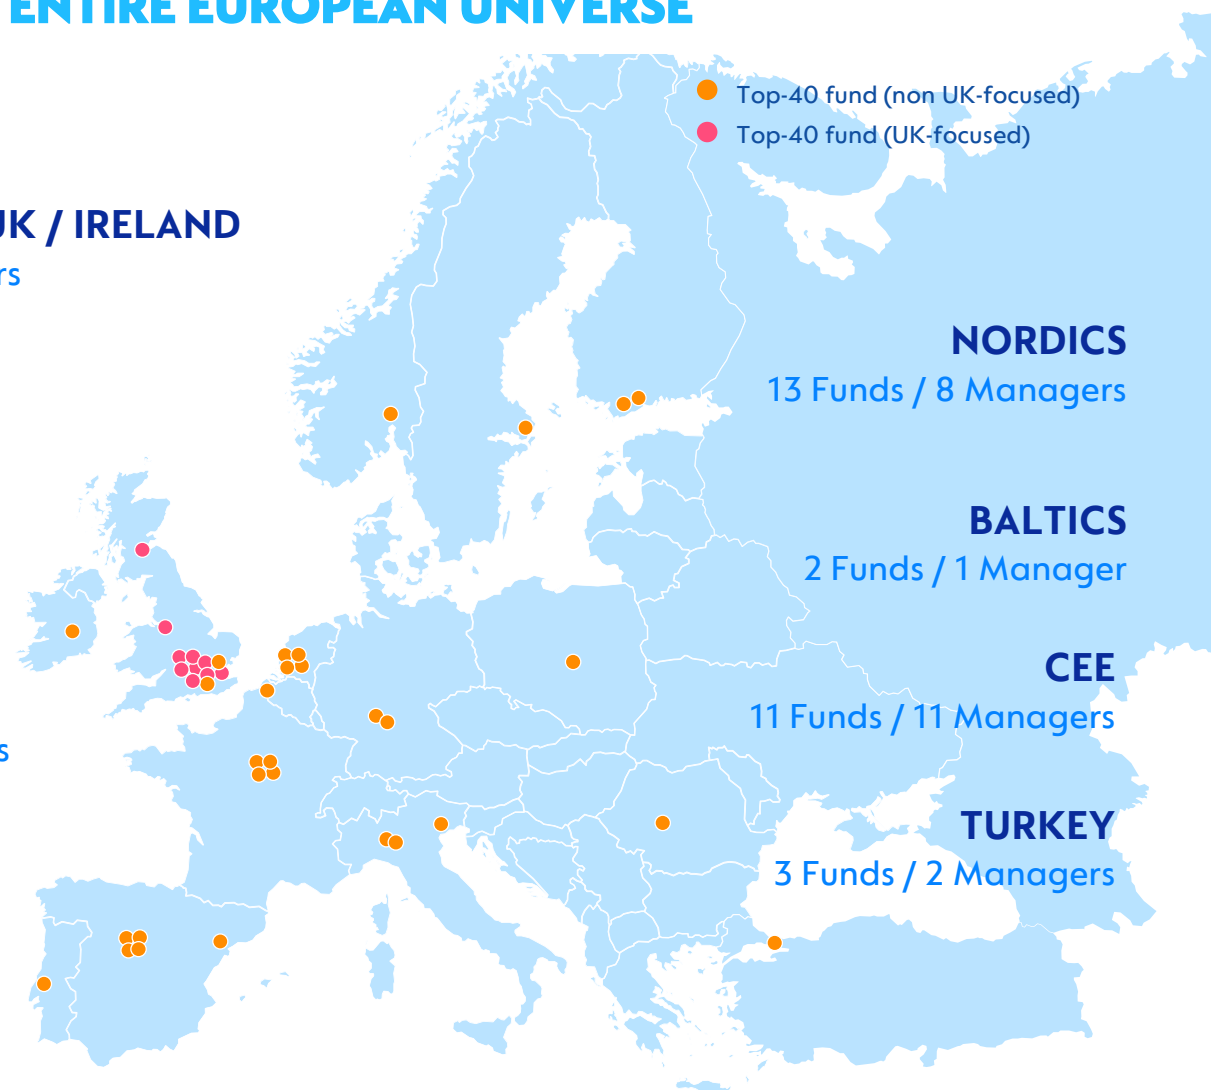 ENTIRE EUROPEAN UNIVERSE
Top-40 fund (non UK-focused)
Top-40 fund (UK-focused)
UK / IRELAND
rs
NORDICS
13 Funds / 8 Managers
BALTICS
2 Funds / 1 Manager
CEE
11 Funds / 11 Managers
s
TURKEY
3 Funds / 2 Managers